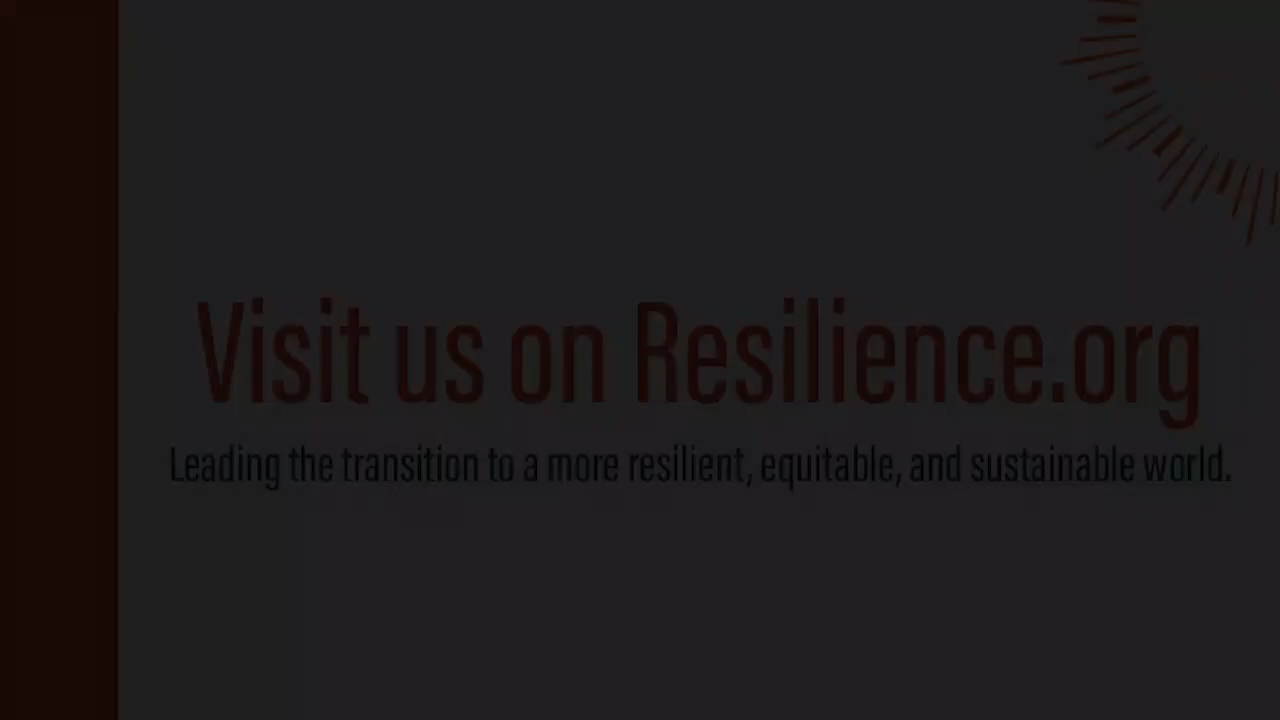 Visit us on Resilience.org
Leading the transition to a more resilient, equitable, and sustainable world.